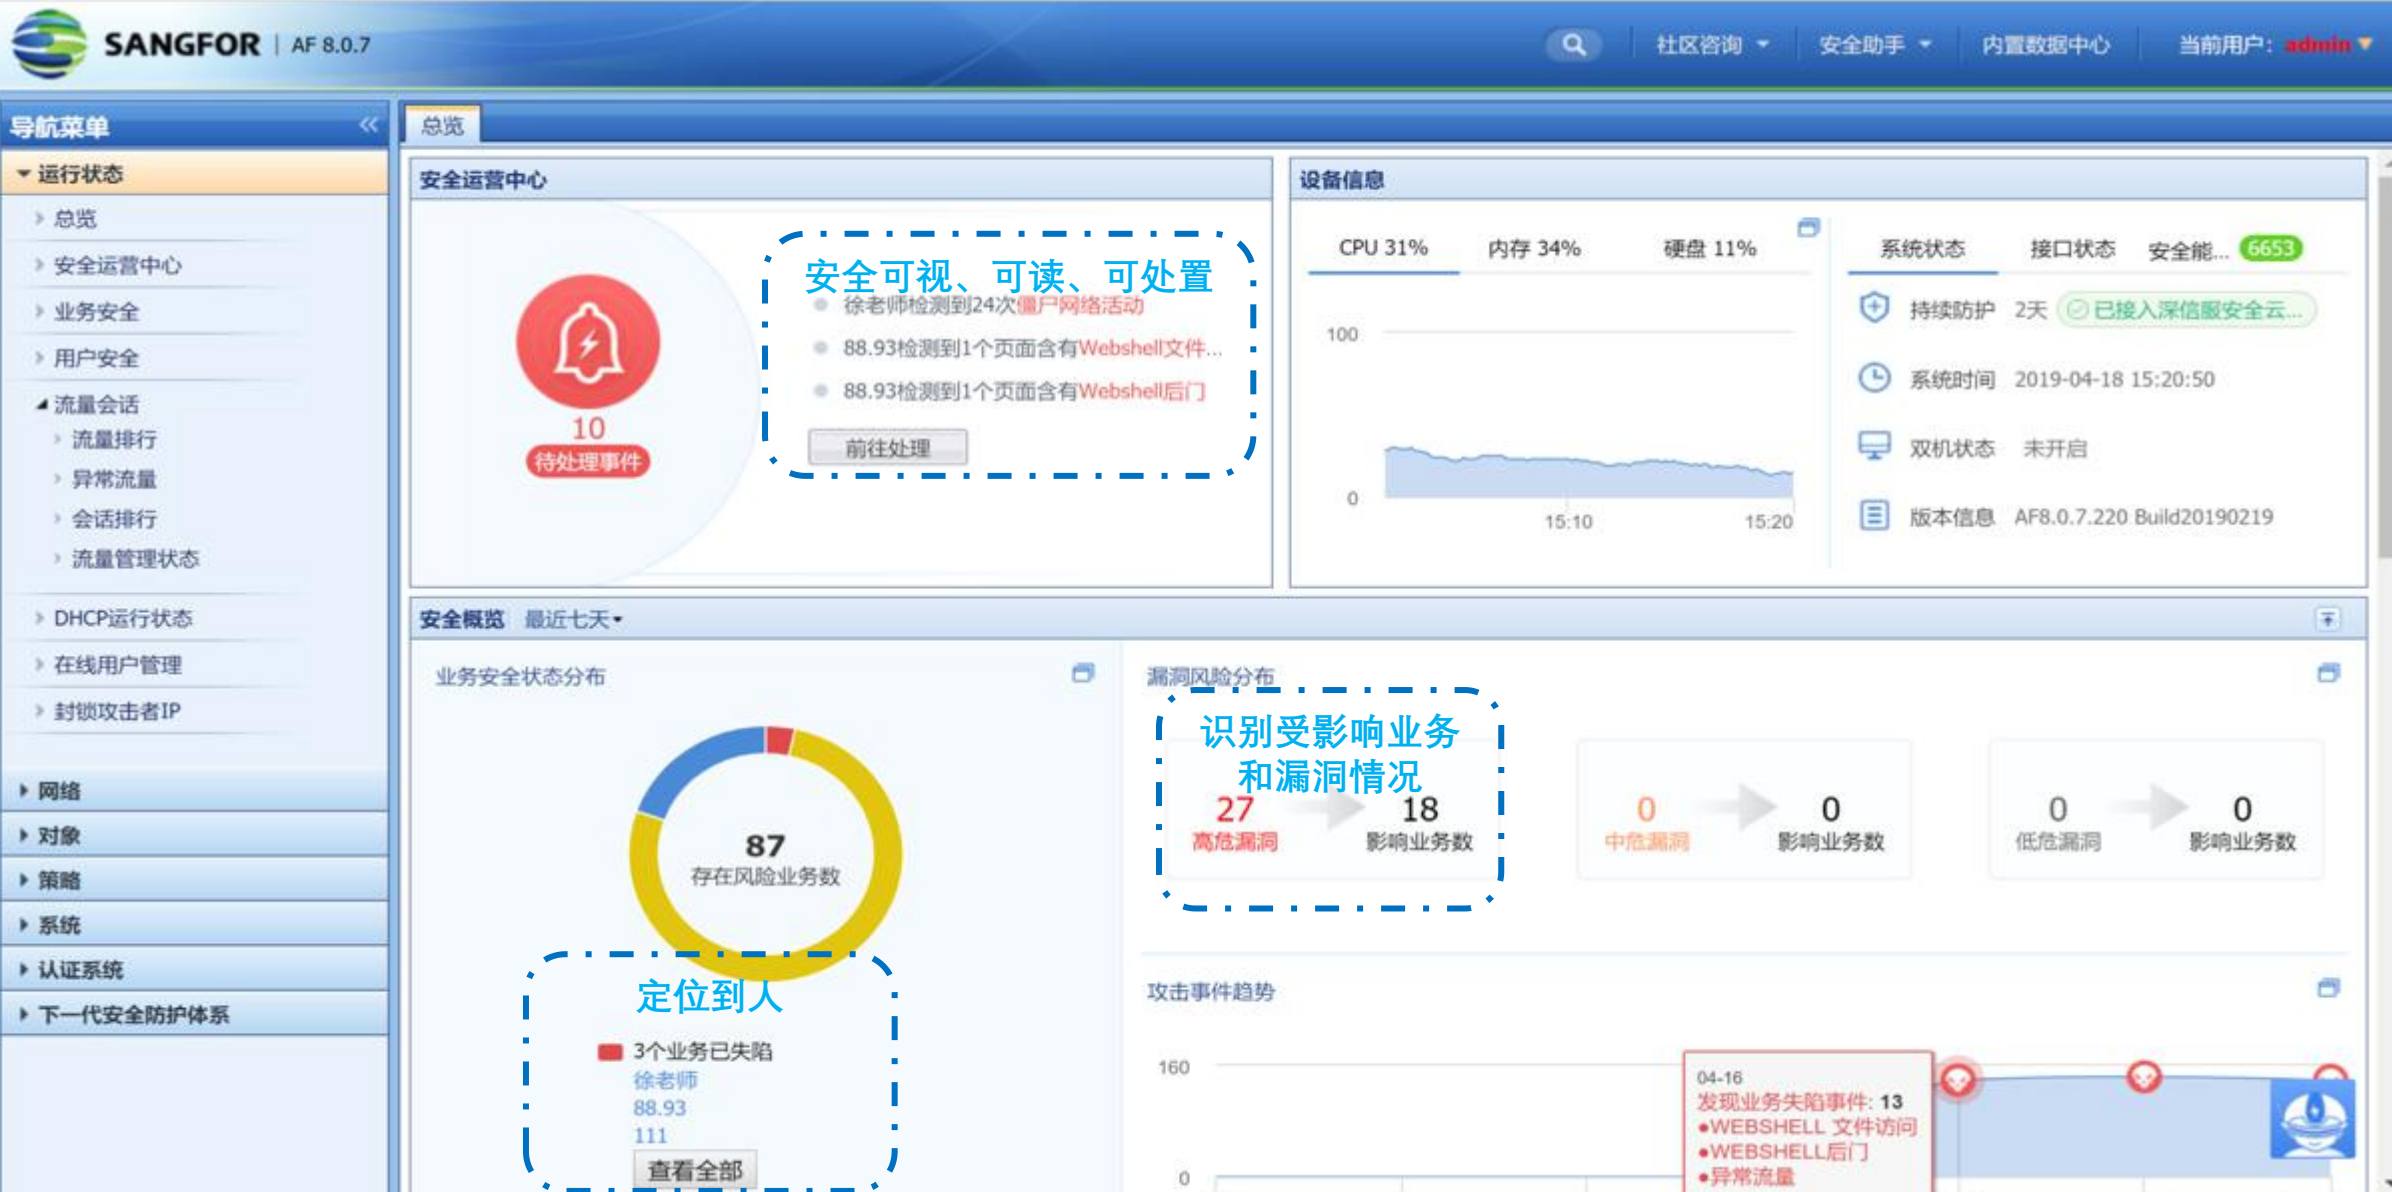 SANGFOR | AF 8.0.7
社区咨询
安全助手
内置数据中心
当前用户：admin
导航菜单
运行状态
总览
安全运营中心
业务安全
用户安全
流量会话
流量排行
异常流量
会话排行
流量管理状态
DHCP运行状态
在线用户管理
封锁攻击者IP
网络
对象
策略
系统
认证系统
下一代安全防护体系
总览
安全运营中心
10
待处理事件
安全可视、可读、可处置
徐老师检测到24次僵尸网络活动
88.93检测到1个页面含有Webshell文件...
88.93检测到1个页面含有Webshell后门
前往处理
设备信息
CPU 31%
内存 34%
硬盘 11%
100
0
15:10
15:20
系统状态
接口状态
安全能... 6653
持续防护 2天 已接入深信服安全云...
系统时间 2019-04-18 15:20:50
双机状态 未开启
版本信息 AF8.0.7.220 Build20190219
安全概览 最近七天
业务安全状态分布
87
存在风险业务数
定位到人
3个业务已失陷
徐老师
88.93
111
查看全部
漏洞风险分布
识别受影响业务
和漏洞情况
27
高危漏洞
18
影响业务数
0
中危漏洞
0
影响业务数
0
低危漏洞
0
影响业务数
攻击事件趋势
160
0
04-16
发现业务失陷事件: 13
●WEBSHELL 文件访问
●WEBSHELL后门
●异常流量